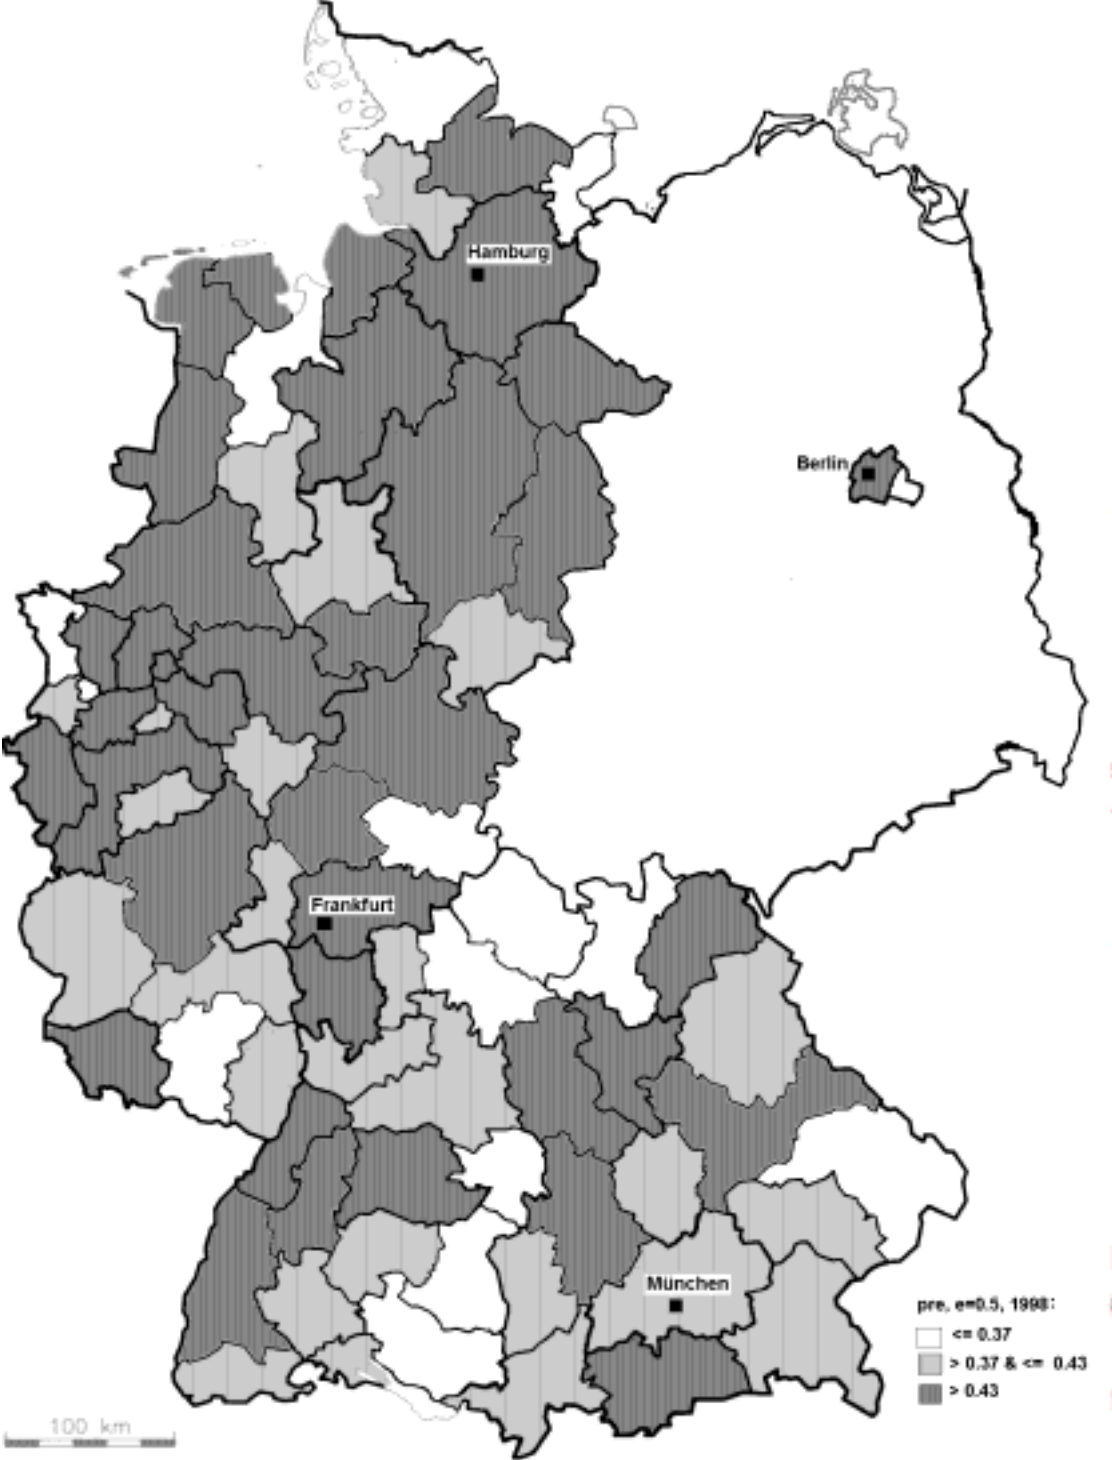 Hamburg
Berlin
Frankfurt
München
pre, e=0.5, 1998:
<= 0.37
> 0.37 & <= 0.43
> 0.43
100 km